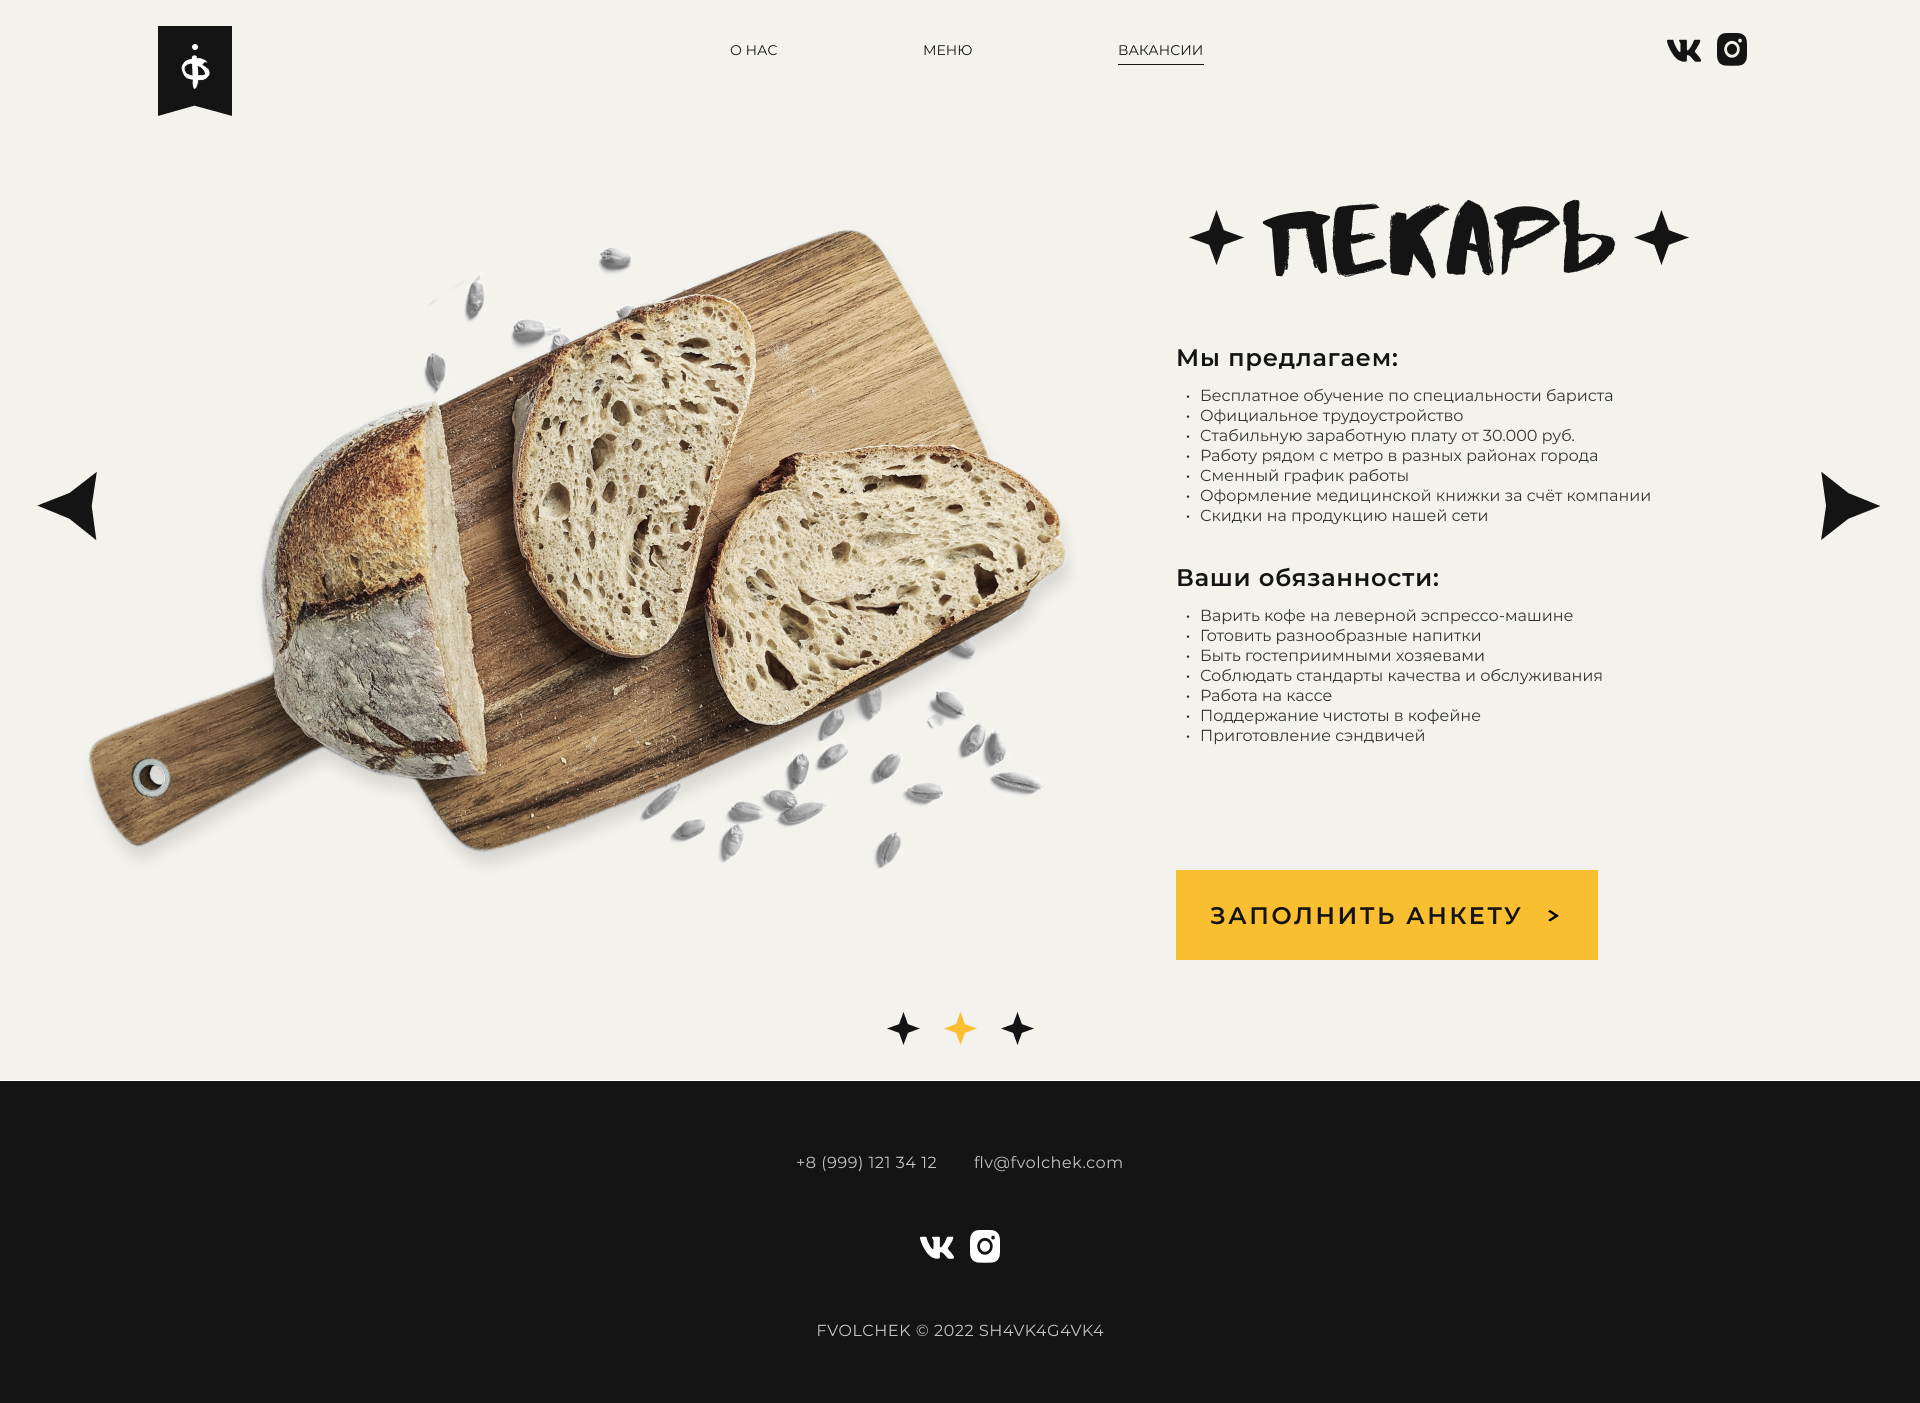 О НАС
МЕНЮ
ВАКАНСИИ
ПЕКАРЬ
Мы предлагаем:
• Бесплатное обучение по специальности бариста
• Официальное трудоустройство
• Стабильную заработную плату от 30.000 руб.
• Работу рядом с метро в разных районах города
• Сменный график работы
• Оформление медицинской книжки за счёт компании
• Скидки на продукцию нашей сети
Ваши обязанности:
• Варить кофе на леверной эспрессо-машине
• Готовить разнообразные напитки
• Быть гостеприимными хозяевами
• Соблюдать стандарты качества и обслуживания
• Работа на кассе
• Поддержание чистоты в кофейне
• Приготовление сэндвичей
ЗАПОЛНИТЬ АНКЕТУ >
+8 (999) 121 34 12
flv@fvolchek.com
FVOLCHEK © 2022 SH4VK4G4VK4